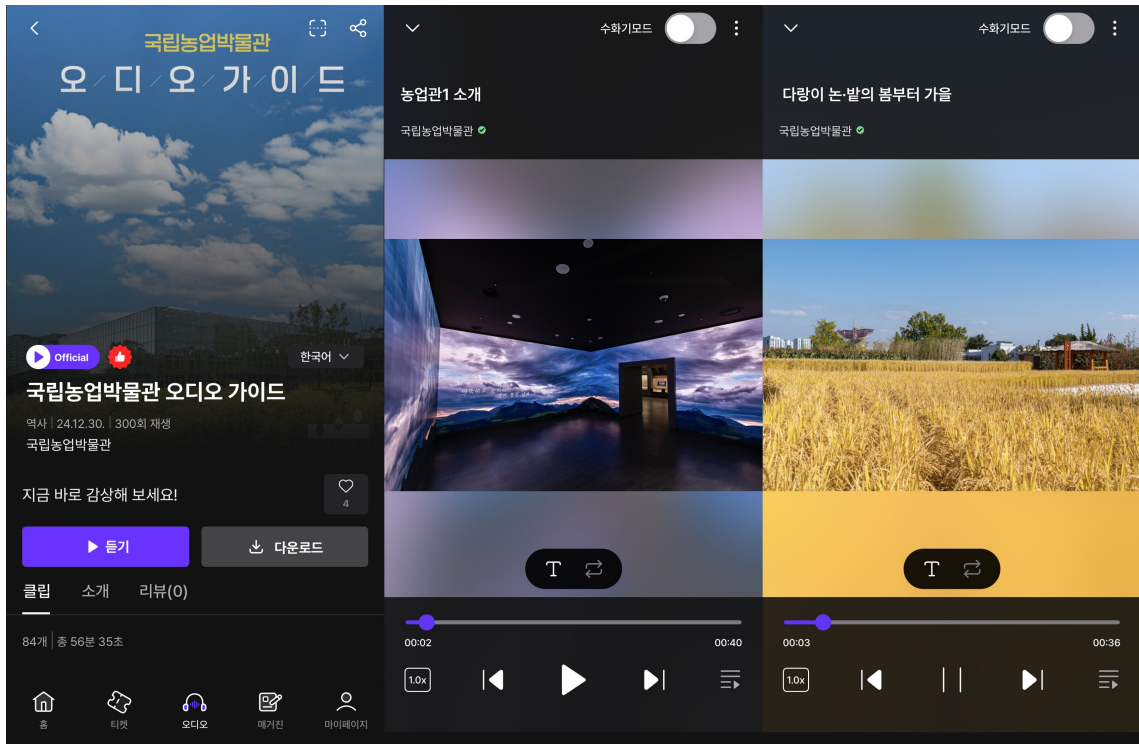 국립농업박물관
오/디/오/가/이/드
Official
한국어
국립농업박물관 오디오 가이드
역사 | 24.12.30. | 300회 재생
국립농업박물관
지금 바로 감상해 보세요!
4
듣기
다운로드
클립 소개 리뷰(0)
84개 | 총 56분 35초
홈 티켓 오디오 매거진 마이페이지
수화기모드
농업관1 소개
국립농업박물관
T
00:02 00:40
1.0x
수화기모드
다랑이 논·밭의 봄부터 가을
국립농업박물관
T
00:03 00:36
1.0x